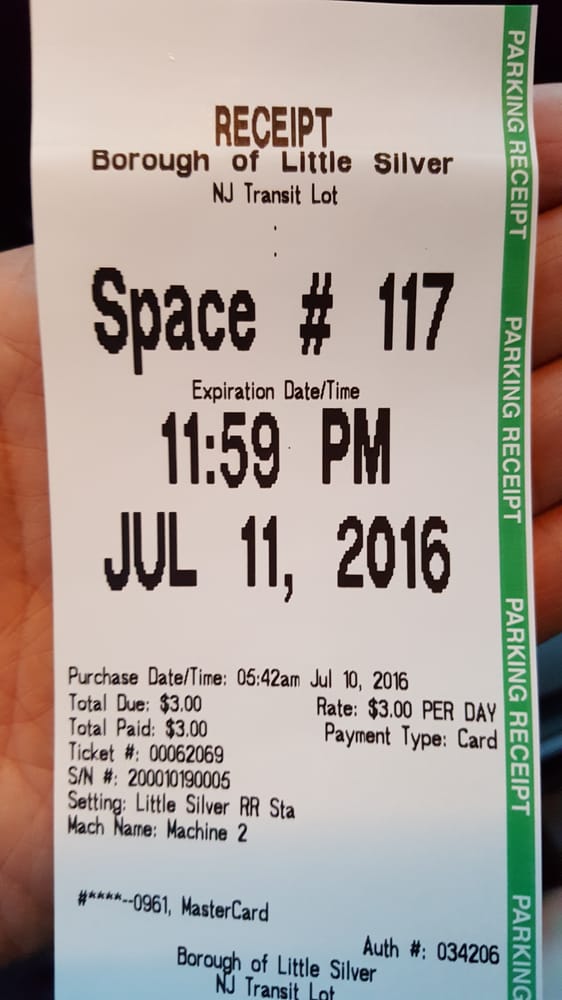 RECEIPT
Borough of Little Silver
NJ Transit Lot
:
Space # 117
Expiration Date/Time
11:59 PM
JUL 11, 2016
Purchase Date/Time: 05:42am Jul 10, 2016
Total Due: $3.00 Rate: $3.00 PER DAY
Total Paid: $3.00 Payment Type: Card
Ticket #: 00062069
S/N #: 200010190005
Setting: Little Silver RR Sta
Mach Name: Machine 2
#****-0961, MasterCard
Auth #: 034206
Borough of Little Silver
NJ Transit Lot
PARKING RECEIPT
PARKING RECEIPT
PARKING RECEIPT
PARKING